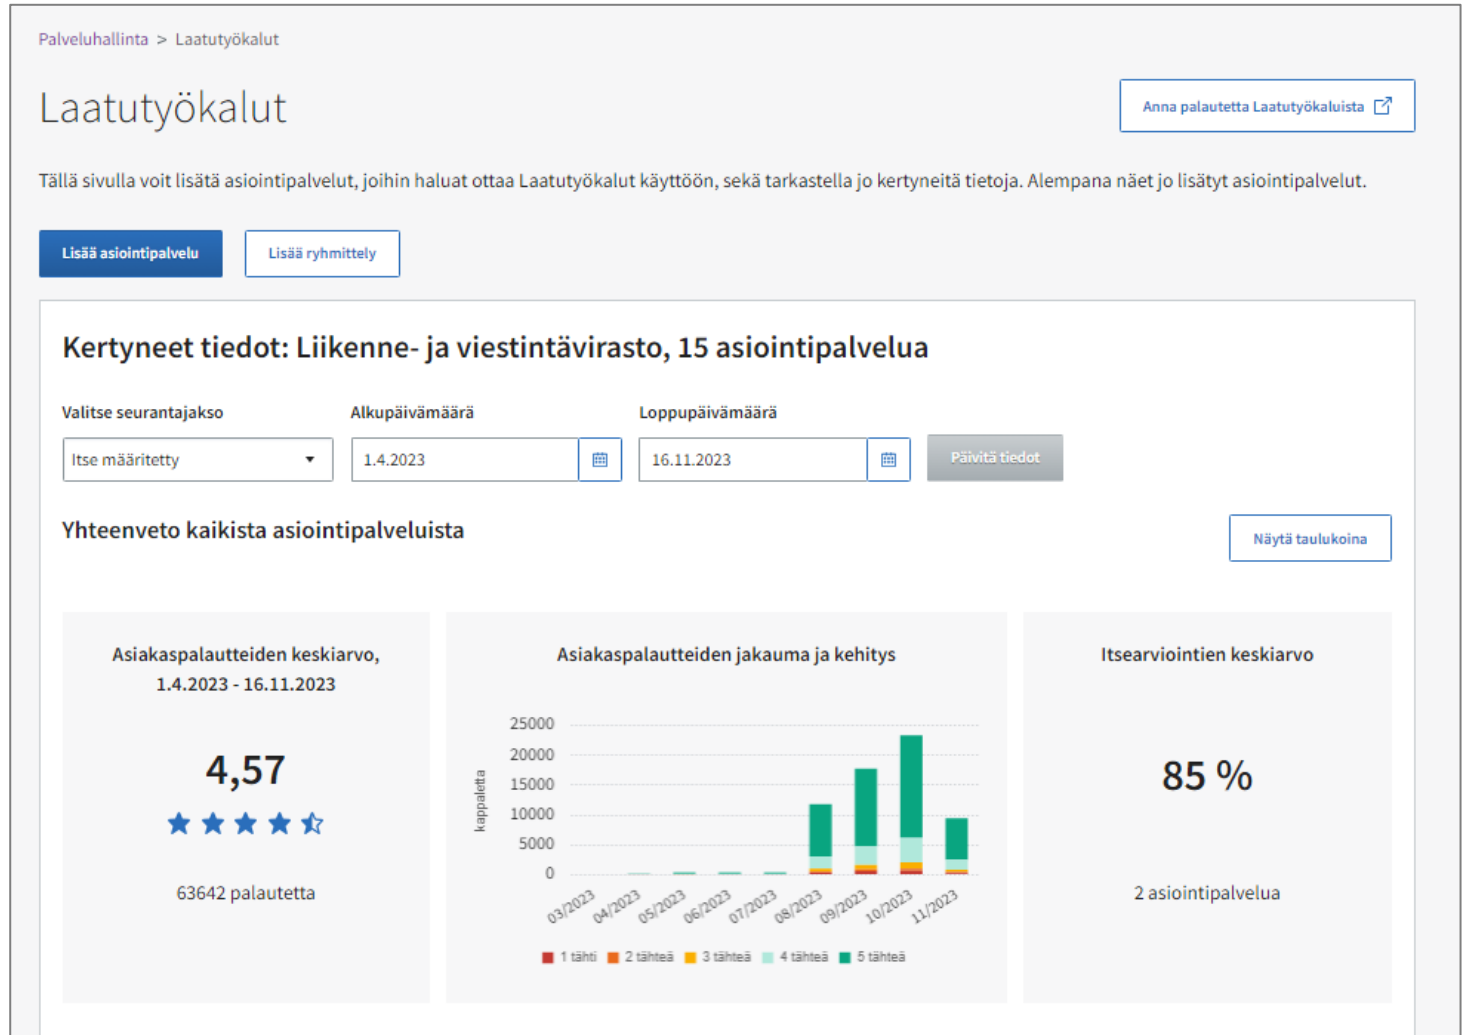 Palveluhallinta > Laatutyökalut
Laatutyökalut
Anna palautetta Laatutyökaluista
Tällä sivulla voit lisätä asiointipalvelut, joihin haluat ottaa Laatutyökalut käyttöön, sekä tarkastella jo kertyneitä tietoja. Alempana näet jo lisätyt asiointipalvelut.
Lisää asiointipalvelu
Lisää ryhmittely
Kertyneet tiedot: Liikenne- ja viestintävirasto, 15 asiointipalvelua
Valitse seurantajakso
Alkupäivämäärä
Loppupäivämäärä
Itse määritetty
1.4.2023
16.11.2023
Päivitä tiedot
Yhteenveto kaikista asiointipalveluista
Näytä taulukoina
Asiakaspalautteiden keskiarvo,
1.4.2023 - 16.11.2023
4,57
63642 palautetta
Asiakaspalautteiden jakauma ja kehitys
kappaletta
25000
20000
15000
10000
5000
0
03/2023
04/2023
05/2023
06/2023
07/2023
08/2023
09/2023
10/2023
11/2023
1 tähti
2 tähteä
3 tähteä
4 tähteä
5 tähteä
Itsearviointien keskiarvo
85 %
2 asiointipalvelua